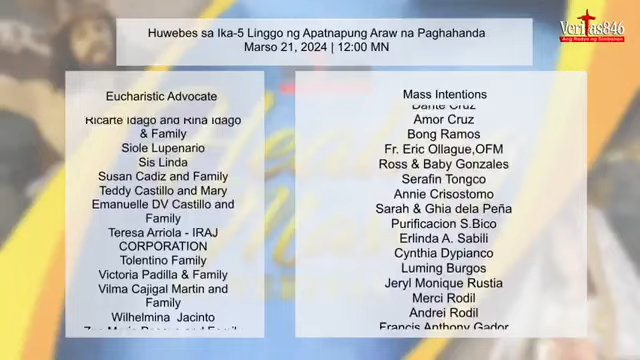 Huwebes sa Ika-5 Linggo ng Apatnapung Araw na Paghahanda
Marso 21, 2024 | 12:00 MN
Veritas846
Ang Radyo ng Simbahan
Eucharistic Advocate
Ricarte Idago and Rina Idago
& Family
Siole Lupenario
Sis Linda
Susan Cadiz and Family
Teddy Castillo and Mary
Emanuelle DV Castillo and
Family
Teresa Arriola - IRAJ
CORPORATION
Tolentino Family
Victoria Padilla & Family
Vilma Cajigal Martin and
Family
Wilhelmina Jacinto
Mass Intentions
Dante Cruz
Amor Cruz
Bong Ramos
Fr. Eric Ollague,OFM
Ross & Baby Gonzales
Serafin Tongco
Annie Crisostomo
Sarah & Ghia dela Peña
Purificacion S.Bico
Erlinda A. Sabili
Cynthia Dypianco
Luming Burgos
Jeryl Monique Rustia
Merci Rodil
Andrei Rodil
Francis Anthony Gador